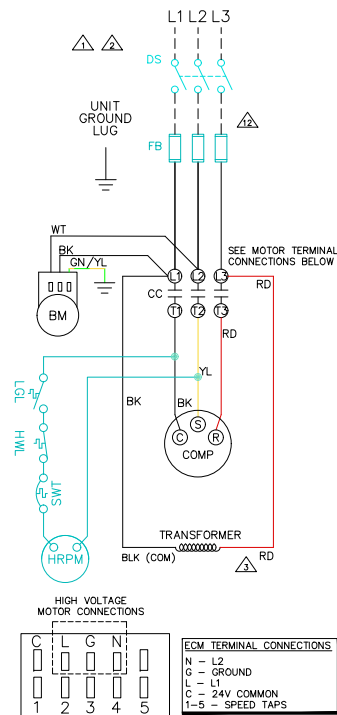 L1 L2 L3
1 2
DS
UNIT
GROUND
LUG
12
FB
WT
BK
GN/YL
SEE MOTOR TERMINAL
CONNECTIONS BELOW
L1 L2 L3
RD
CC
BM
T1 T2 T3
RD
LGL
YL
BK
BK
HWL
S
C R
COMP
SWT
TRANSFORMER
HRPM
BLK (COM)
RD
3
HIGH VOLTAGE
MOTOR CONNECTIONS
C L G N
1 2 3 4 5
ECM TERMINAL CONNECTIONS
N – L2
G – GROUND
L – L1
C – 24V COMMON
1–5 – SPEED TAPS